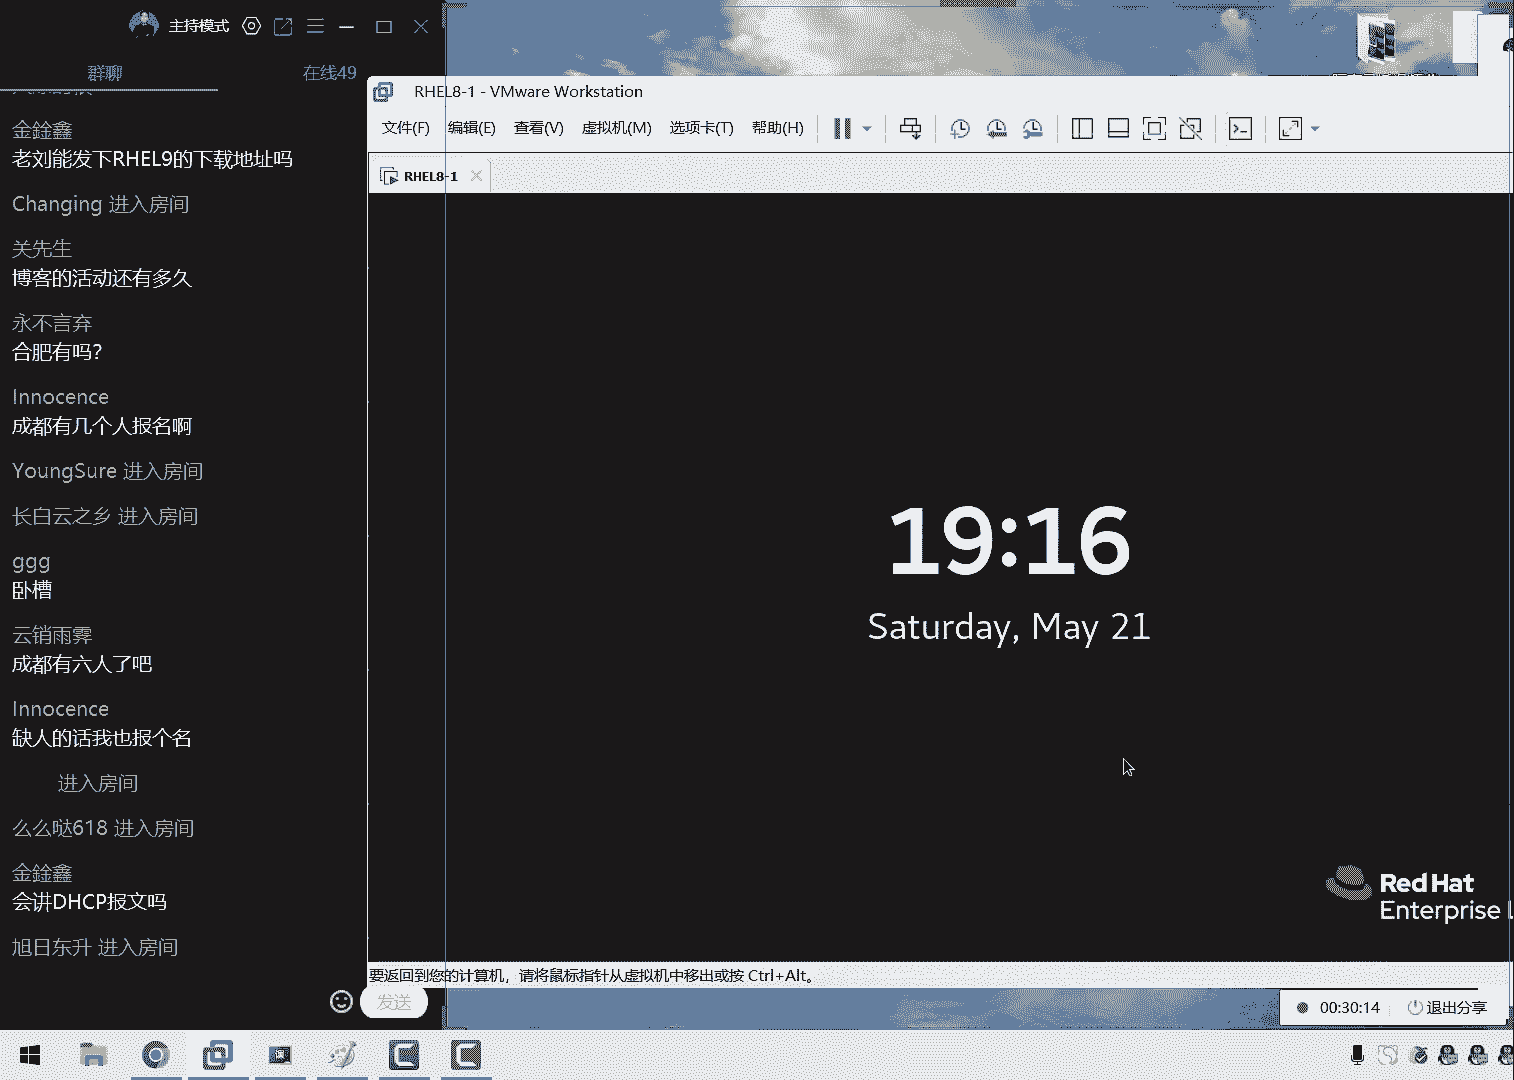 主持模式
群聊
在线49
金錀鑫
老刘能发下RHEL9的下载地址吗
Changing 进入房间
关先生
博客的活动还有多久
永不言弃
合肥有吗?
Innocence
成都有几个人报名啊
YoungSure 进入房间
长白云之乡 进入房间
ggg
卧槽
云销雨霁
成都有六人了吧
Innocence
缺人的话我也报个名
进入房间
么么哒618 进入房间
金錀鑫
会讲DHCP报文吗
旭日东升 进入房间
发送
RHEL8-1 - VMware Workstation
文件(F) 编辑(E) 查看(V) 虚拟机(M) 选项卡(T) 帮助(H)
RHEL8-1
19:16
Saturday, May 21
Red Hat
Enterprise
要返回到您的计算机，请将鼠标指针从虚拟机中移出或按 Ctrl+Alt。
00:30:14
退出分享